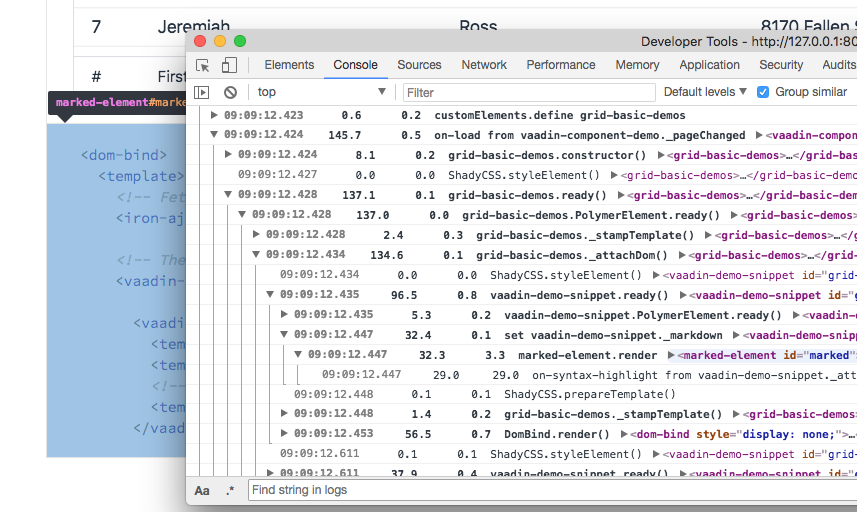 7 Jeremiah Ross 8170 Fallen
# First
Developer Tools - http://127.0.0.1:80
Elements Console Sources Network Performance Memory Application Security Audits
top Filter Default levels Group similar
marked-element#marke
09:09:12.423 0.6 0.2 customElements.define grid-basic-demos
09:09:12.424 145.7 0.5 on-load from vaadin-component-demo._pageChanged <vaadin-compon
09:09:12.424 8.1 0.2 grid-basic-demos.constructor() <grid-basic-demos>…</grid-bas
09:09:12.427 0.0 0.0 ShadyCSS.styleElement() <grid-basic-demos>…</grid-bas
09:09:12.428 137.1 0.1 grid-basic-demos.ready() <grid-basic-demos>…</grid-basic-d
09:09:12.428 137.0 0.0 grid-basic-demos.PolymerElement.ready() <grid-basic-demos>
09:09:12.428 2.4 0.3 grid-basic-demos._stampTemplate() <grid-basic-demos>…</g
09:09:12.434 134.6 0.1 grid-basic-demos._attachDom() <grid-basic-demos>…</grid-
09:09:12.434 0.0 0.0 ShadyCSS.styleElement() <vaadin-demo-snippet id="grid-
09:09:12.435 96.5 0.8 vaadin-demo-snippet.ready() <vaadin-demo-snippet id="g
09:09:12.435 5.3 0.2 vaadin-demo-snippet.PolymerElement.ready() <vaadin-d
09:09:12.447 32.4 0.1 set vaadin-demo-snippet._markdown <vaadin-demo-snip
09:09:12.447 32.3 3.3 marked-element.render <marked-element id="marked"
09:09:12.447 29.0 29.0 on-syntax-highlight from vaadin-demo-snippet._att
09:09:12.448 0.1 0.1 ShadyCSS.prepareTemplate()
09:09:12.448 1.4 0.2 grid-basic-demos._stampTemplate() <grid-basic-demos>
09:09:12.453 56.5 0.7 DomBind.render() <dom-bind style="display: none;">…
09:09:12.611 0.1 0.1 ShadyCSS.styleElement() <vaadin-demo-snippet id="grid-
09:09:12.611 37.9 0.4 vaadin-demo-snippet.ready() <vaadin-demo-snippet id="g
Aa .* Find string in logs
<dom-bind>
<template>
<!-- Fet
<iron-aj
<!-- The
<vaadin-
<vaadi
<tem
<tem
<!--
<tem
</vaad